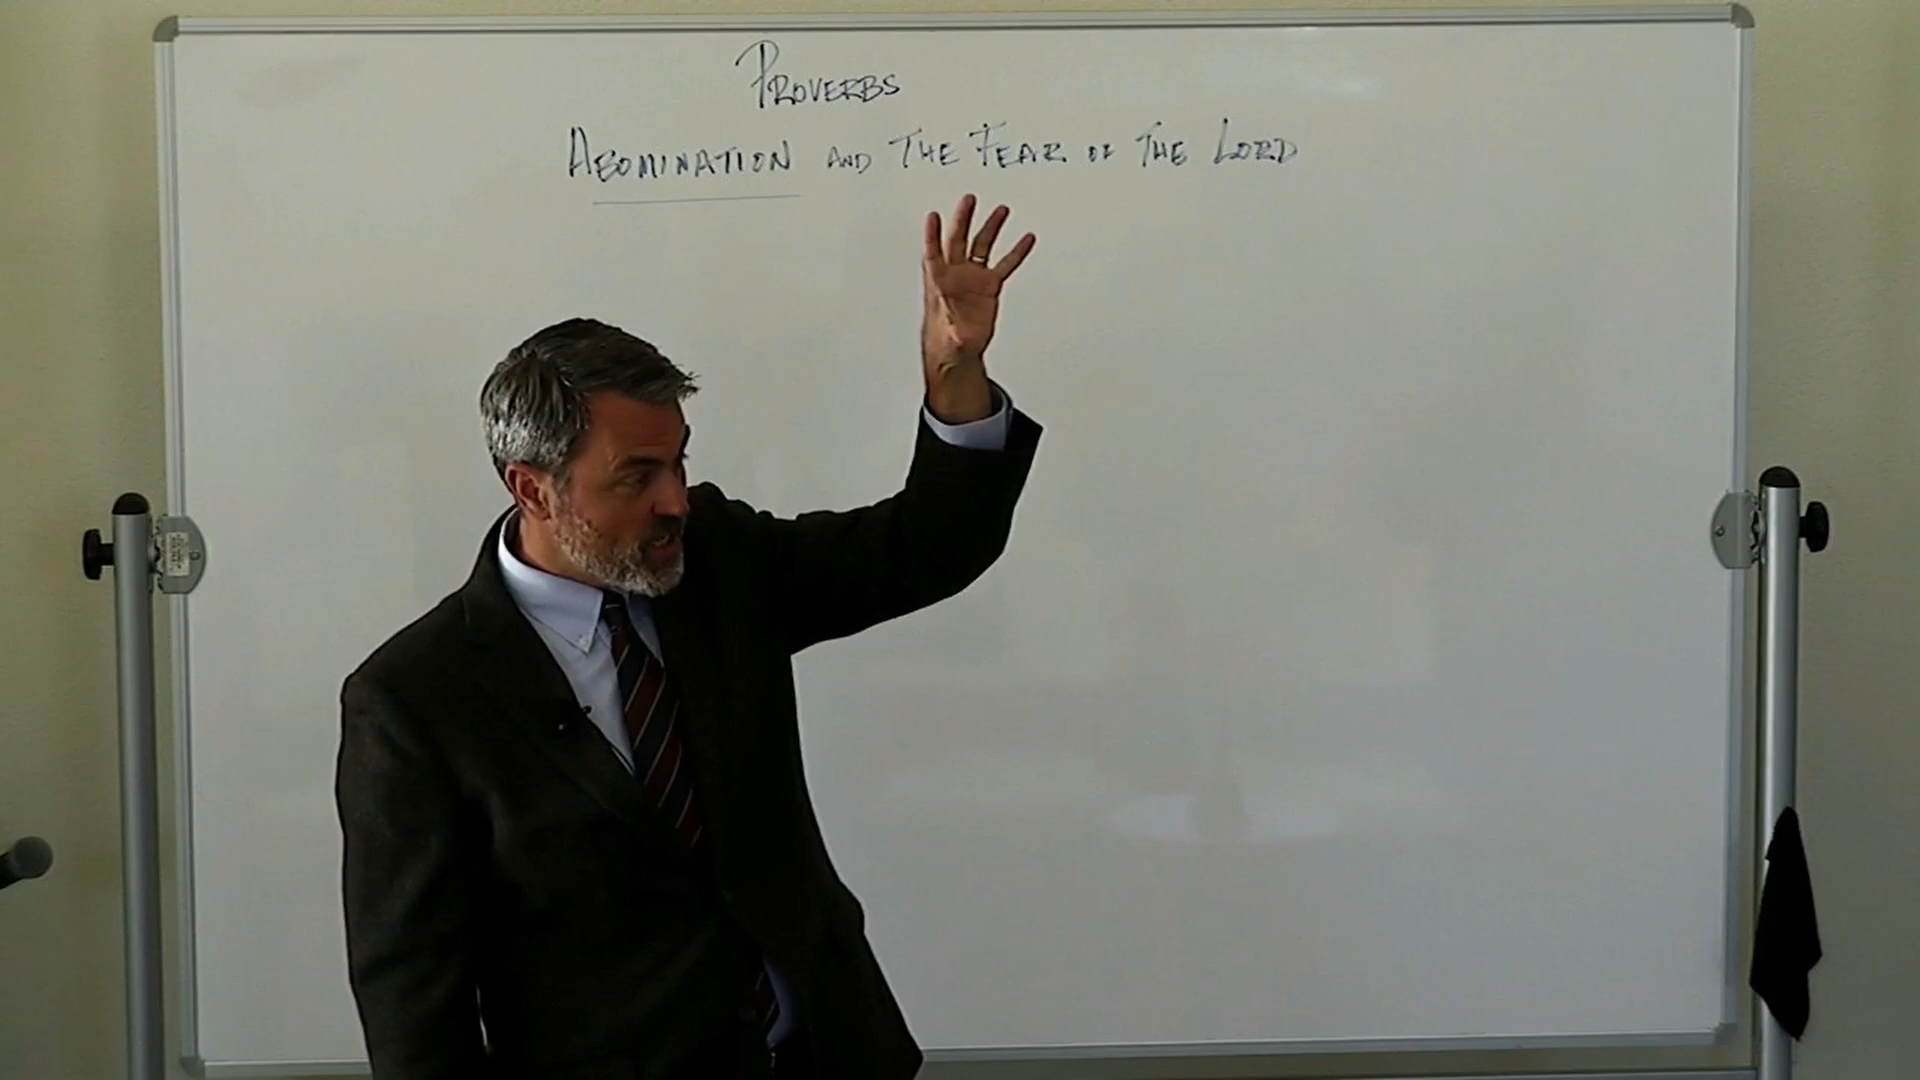 PROVERBS
ABOMINATION AND THE FEAR OF THE LORD